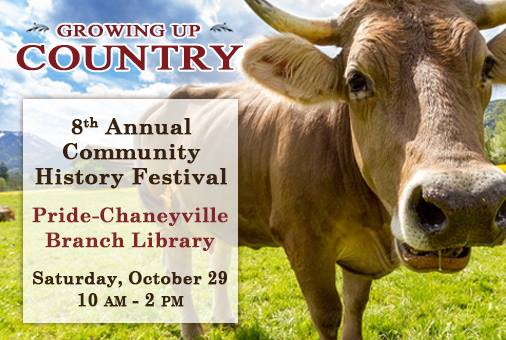 GROWING UP
COUNTRY
8th Annual
Community
History Festival
Pride-Chaneyville
Branch Library
Saturday, October 29
10 AM - 2 PM